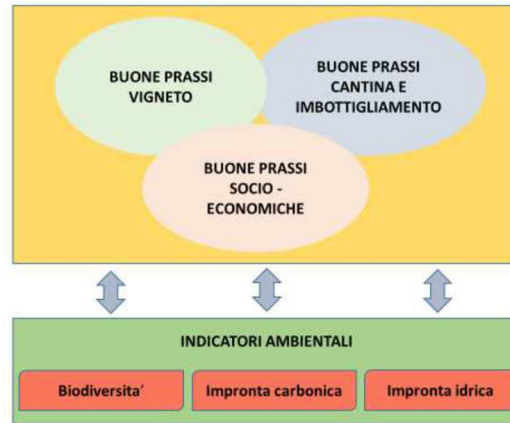 BUONE PRASSI
VIGNETO
BUONE PRASSI
CANTINA E
IMBOTTIGLIAMENTO
BUONE PRASSI
SOCIO -
ECONOMICHE
INDICATORI AMBIENTALI
Biodiversita´
Impronta carbonica
Impronta idrica